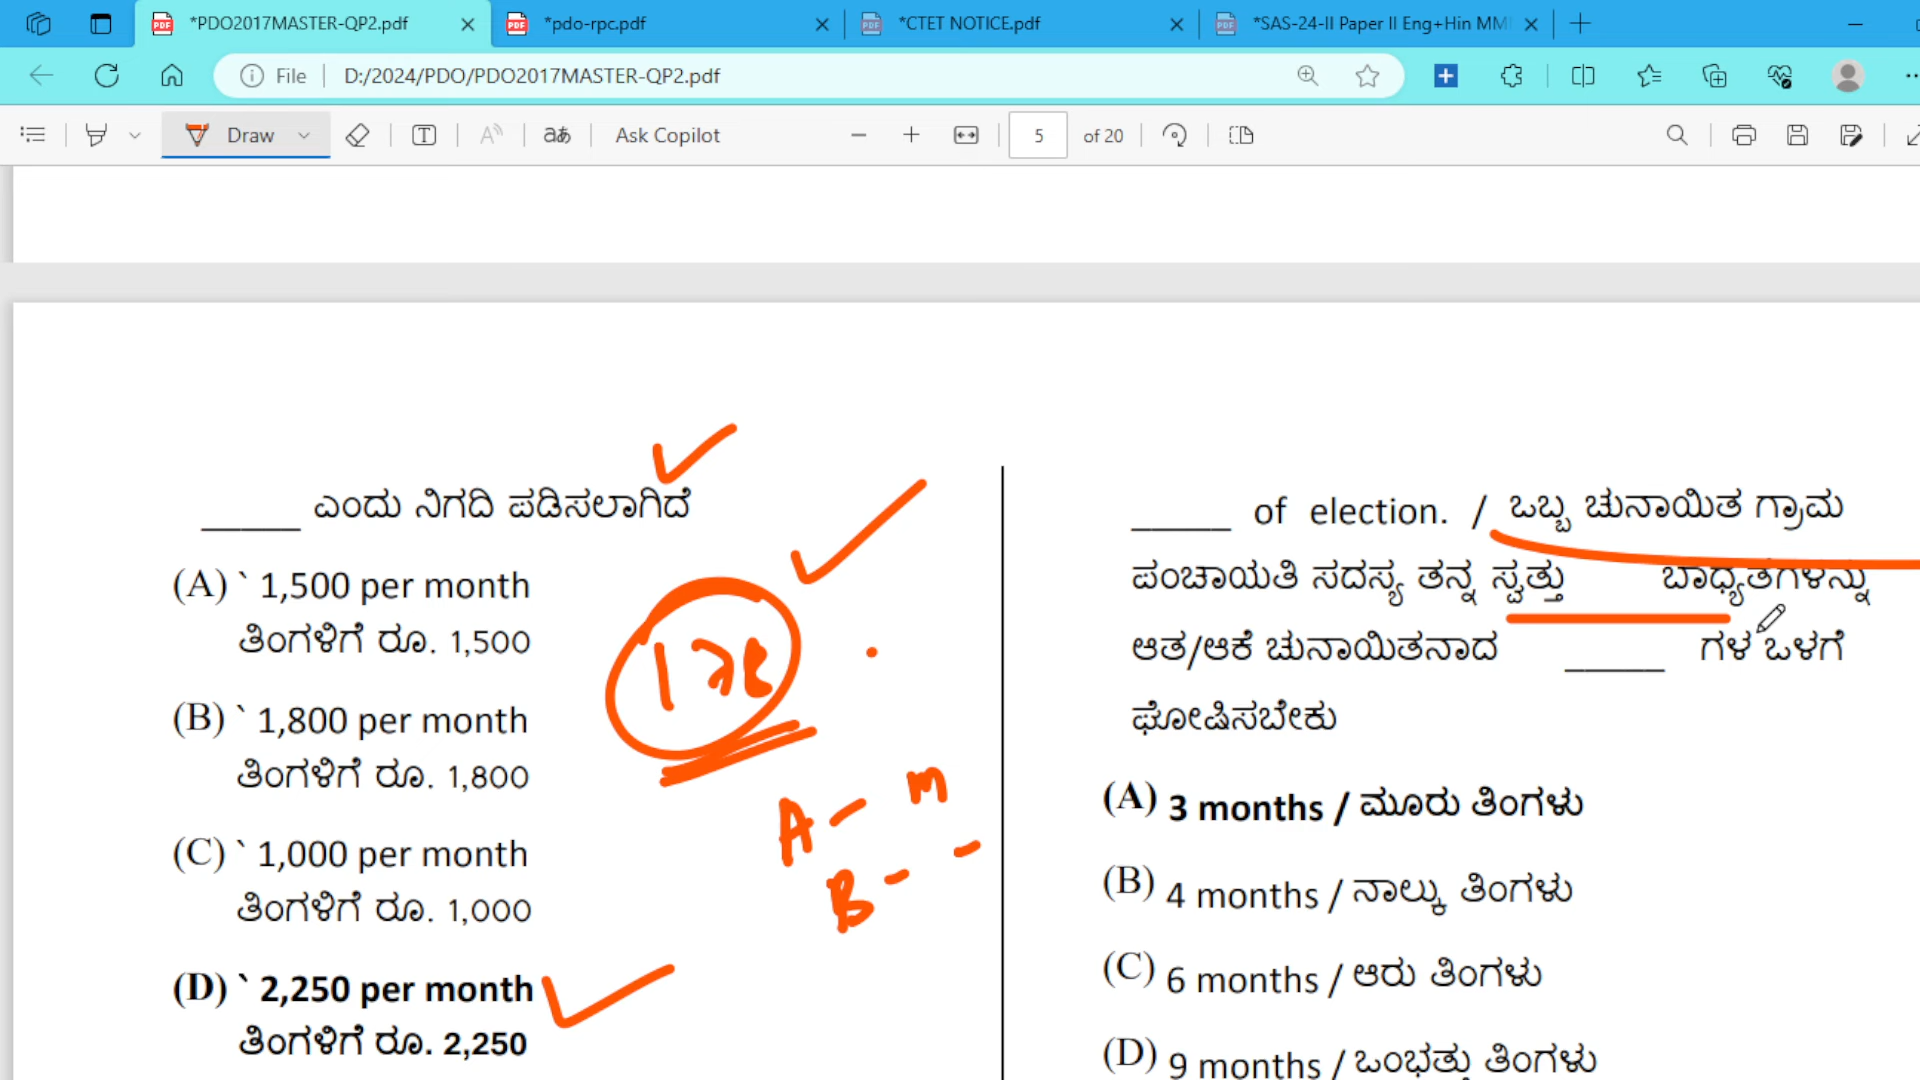 *PDO2017MASTER-QP2.pdf
*pdo-rpc.pdf
*CTET NOTICE.pdf
*SAS-24-II Paper II Eng+Hin MM
File
D:/2024/PDO/PDO2017MASTER-QP2.pdf
Draw
Ask Copilot
5 of 20
_____ ಎಂದು ನಿಗದಿ ಪಡಿಸಲಾಗಿದೆ
(A) ` 1,500 per month
ತಿಂಗಳಿಗೆ ರೂ. 1,500
(B) ` 1,800 per month
ತಿಂಗಳಿಗೆ ರೂ. 1,800
(C) ` 1,000 per month
ತಿಂಗಳಿಗೆ ರೂ. 1,000
(D) ` 2,250 per month
ತಿಂಗಳಿಗೆ ರೂ. 2,250
A - m
B - -
_____ of election. / ಒಬ್ಬ ಚುನಾಯಿತ ಗ್ರಾಮ
ಪಂಚಾಯತಿ ಸದಸ್ಯ ತನ್ನ ಸ್ವತ್ತು ಬಾಧ್ಯತೆಗಳನ್ನು
ಆತ/ಆಕೆ ಚುನಾಯಿತನಾದ _____ ಗಳ ಒಳಗೆ
ಘೋಷಿಸಬೇಕು
(A) 3 months / ಮೂರು ತಿಂಗಳು
(B) 4 months / ನಾಲ್ಕು ತಿಂಗಳು
(C) 6 months / ಆರು ತಿಂಗಳು
(D) 9 months / ಒಂಭತ್ತು ತಿಂಗಳು